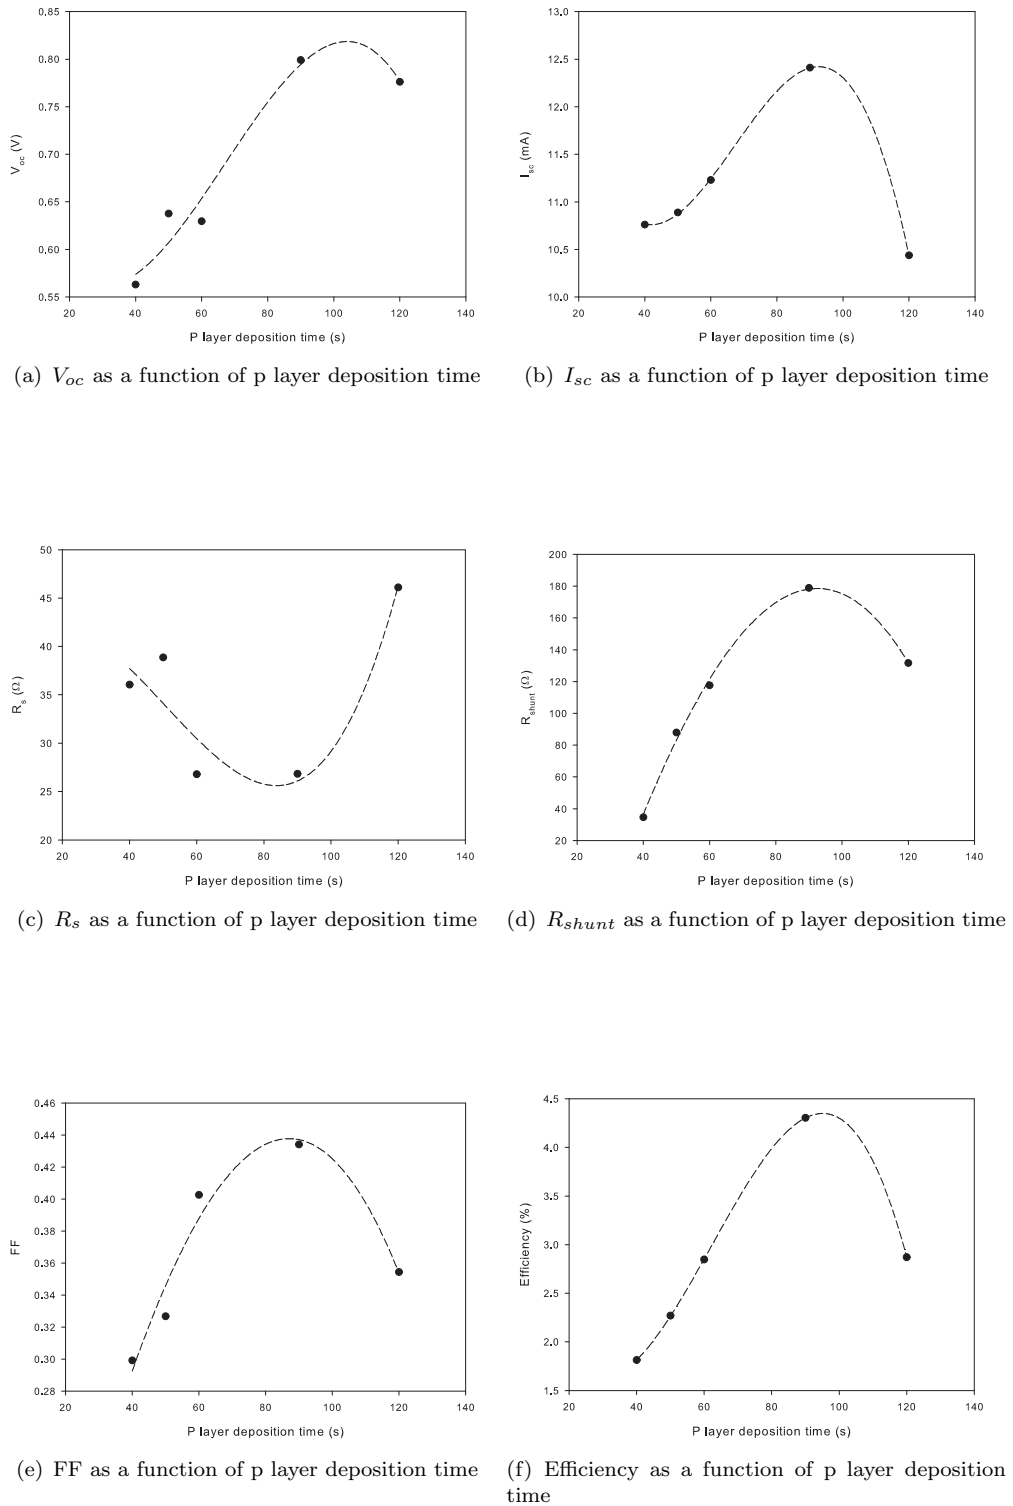 0.85
0.80
0.75
0.70
0.65
0.60
0.55
V_oc (V)
20 40 60 80 100 120 140
P layer deposition time (s)
(a) V_oc as a function of p layer deposition time
13.0
12.5
12.0
11.5
11.0
10.5
10.0
I_sc (mA)
20 40 60 80 100 120 140
P layer deposition time (s)
(b) I_sc as a function of p layer deposition time
50
45
40
35
30
25
20
R_s (Ω)
20 40 60 80 100 120 140
P layer deposition time (s)
(c) R_s as a function of p layer deposition time
200
180
160
140
120
100
80
60
40
20
R_shunt (Ω)
20 40 60 80 100 120 140
P layer deposition time (s)
(d) R_shunt as a function of p layer deposition time
0.46
0.44
0.42
0.40
0.38
0.36
0.34
0.32
0.30
0.28
FF
20 40 60 80 100 120 140
P layer deposition time (s)
(e) FF as a function of p layer deposition time
4.5
4.0
3.5
3.0
2.5
2.0
1.5
Efficiency (%)
20 40 60 80 100 120 140
P layer deposition time (s)
(f) Efficiency as a function of p layer deposition
time